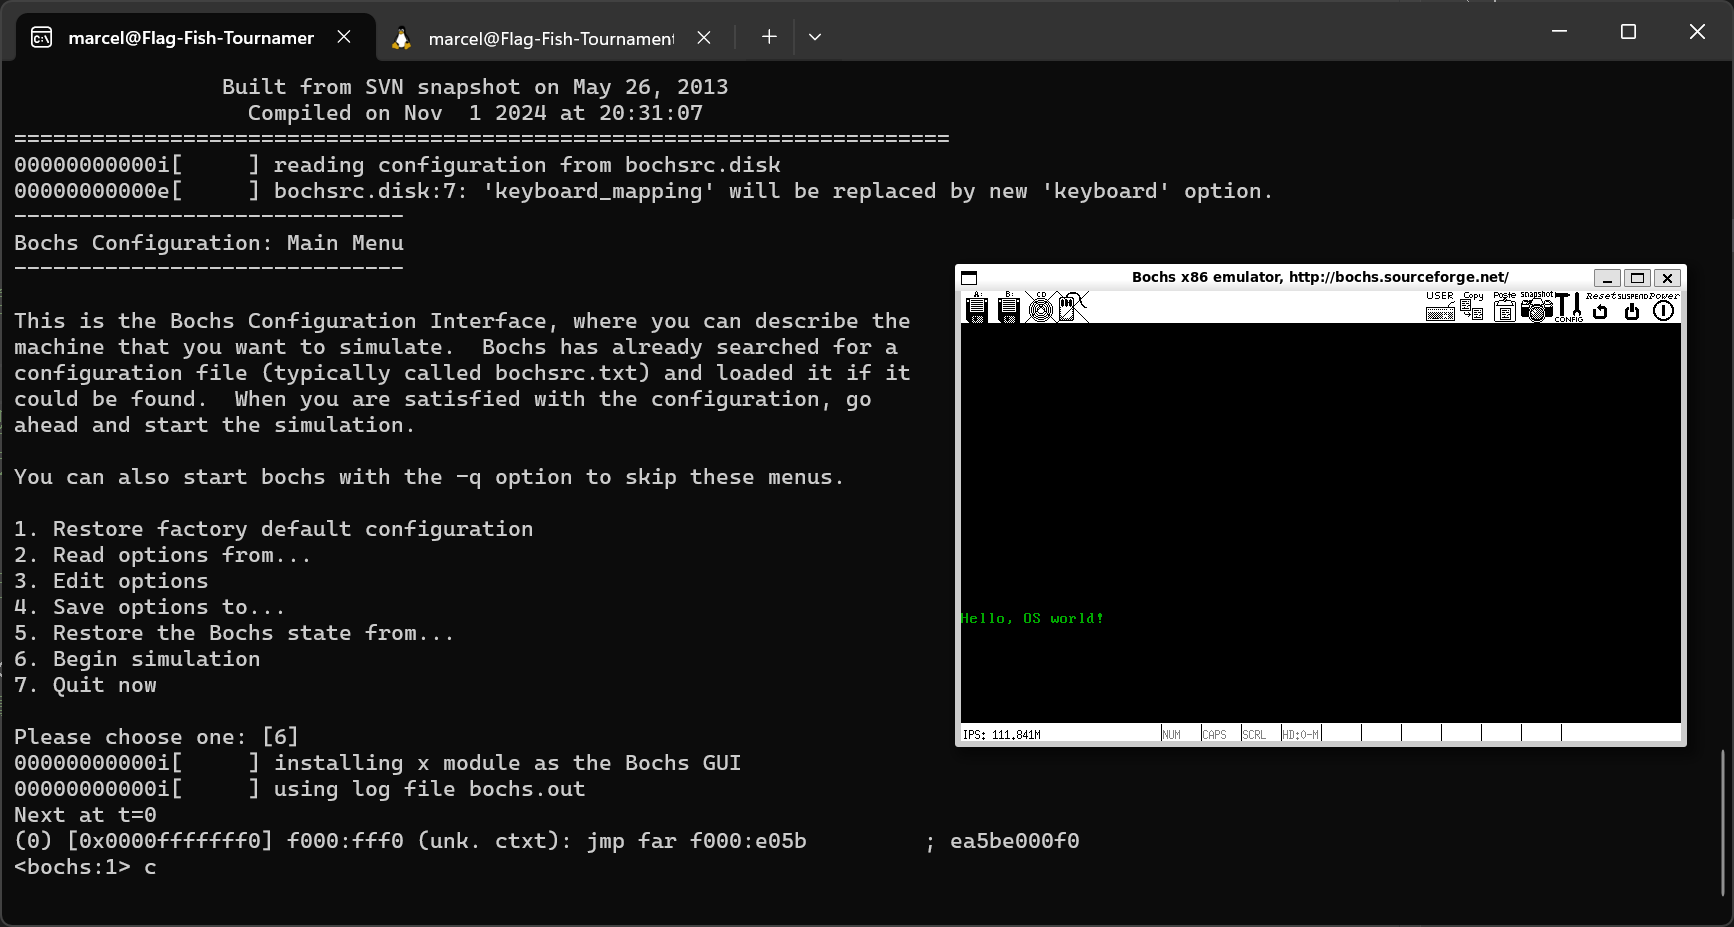 marcel@Flag-Fish-Tournamer
marcel@Flag-Fish-Tournament
Built from SVN snapshot on May 26, 2013
Compiled on Nov  1 2024 at 20:31:07
========================================================================
00000000000i[     ] reading configuration from bochsrc.disk
00000000000e[     ] bochsrc.disk:7: 'keyboard_mapping' will be replaced by new 'keyboard' option.
------------------------------
Bochs Configuration: Main Menu
------------------------------
This is the Bochs Configuration Interface, where you can describe the
machine that you want to simulate.  Bochs has already searched for a
configuration file (typically called bochsrc.txt) and loaded it if it
could be found.  When you are satisfied with the configuration, go
ahead and start the simulation.
You can also start bochs with the -q option to skip these menus.
1. Restore factory default configuration
2. Read options from...
3. Edit options
4. Save options to...
5. Restore the Bochs state from...
6. Begin simulation
7. Quit now
Please choose one: [6]
00000000000i[     ] installing x module as the Bochs GUI
00000000000i[     ] using log file bochs.out
Next at t=0
(0) [0x0000fffffff0] f000:fff0 (unk. ctxt): jmp far f000:e05b         ; ea5be000f0
<bochs:1> c
Bochs x86 emulator, http://bochs.sourceforge.net/
A: B: CD USER Copy Paste snapshot CONFIG Reset SUSPEND Power
Hello, OS world!
IPS: 111.841M NUM CAPS SCRL HD:0-M